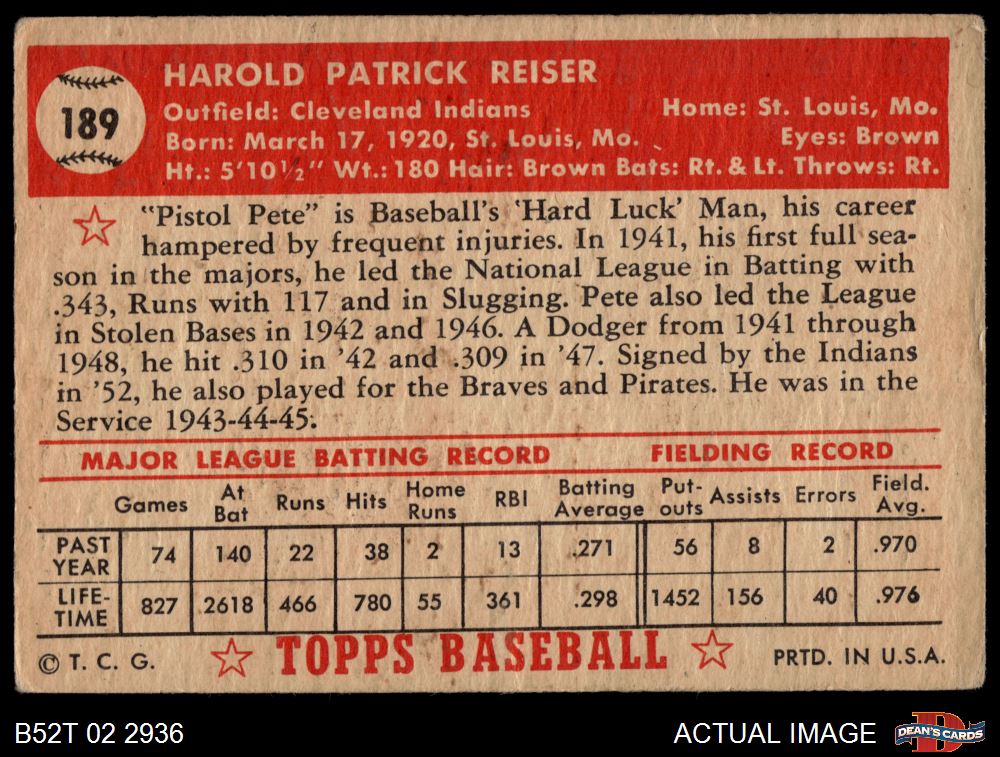 HAROLD PATRICK REISER
189
Outfield: Cleveland Indians Home: St. Louis, Mo.
Born: March 17, 1920, St. Louis, Mo. Eyes: Brown
Ht.: 5'10½" Wt.: 180 Hair: Brown Bats: Rt. & Lt. Throws: Rt.
"Pistol Pete" is Baseball's 'Hard Luck' Man, his career
hampered by frequent injuries. In 1941, his first full sea-
son in the majors, he led the National League in Batting with
.343, Runs with 117 and in Slugging. Pete also led the League
in Stolen Bases in 1942 and 1946. A Dodger from 1941 through
1948, he hit .310 in '42 and .309 in '47. Signed by the Indians
in '52, he also played for the Braves and Pirates. He was in the
Service 1943-44-45.
MAJOR LEAGUE BATTING RECORD FIELDING RECORD
Games At Bat Runs Hits Home Runs RBI Batting Average Put-outs Assists Errors Field. Avg.
PAST YEAR 74 140 22 38 2 13 .271 56 8 2 .970
LIFE-TIME 827 2618 466 780 55 361 .298 1452 156 40 .976
© T. C. G. TOPPS BASEBALL PRTD. IN U.S.A.
B52T 02 2936 ACTUAL IMAGE DEAN'S CARDS